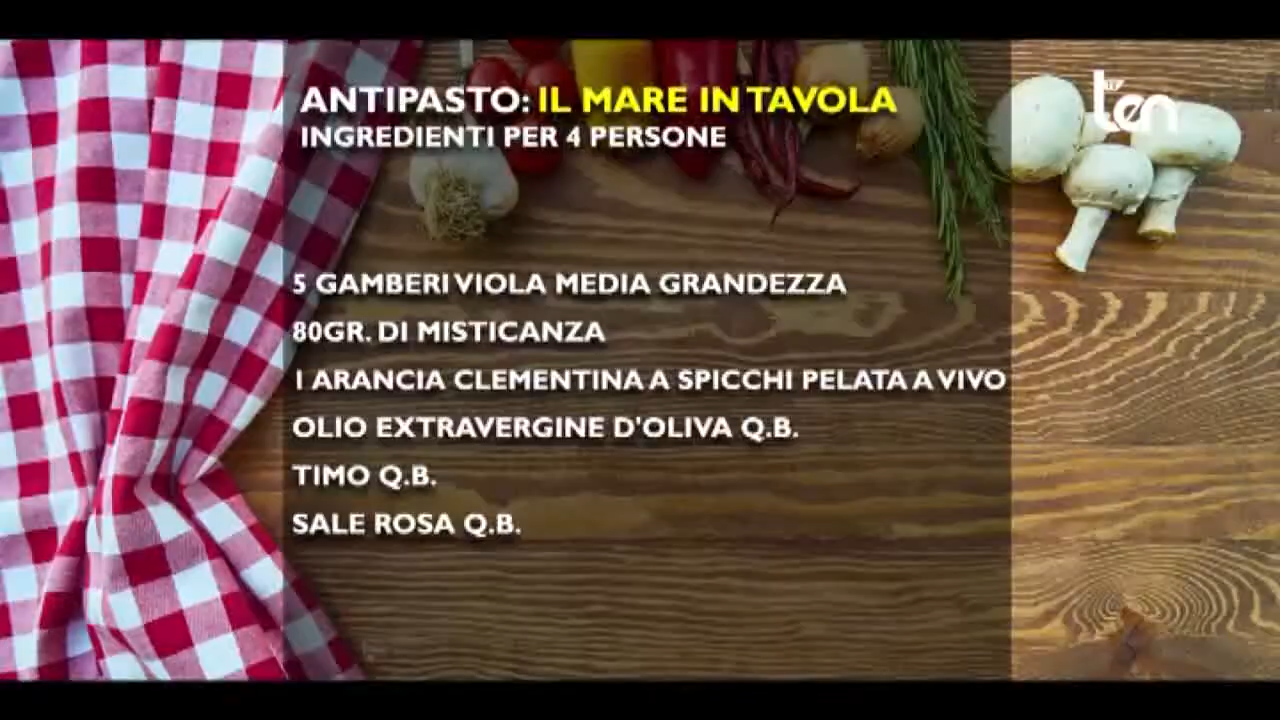 ANTIPASTO: IL MARE IN TAVOLA
INGREDIENTI PER 4 PERSONE
ten
5 GAMBERI VIOLA MEDIA GRANDEZZA
80GR. DI MISTICANZA
1 ARANCIA CLEMENTINA A SPICCHI PELATA A VIVO
OLIO EXTRAVERGINE D'OLIVA Q.B.
TIMO Q.B.
SALE ROSA Q.B.